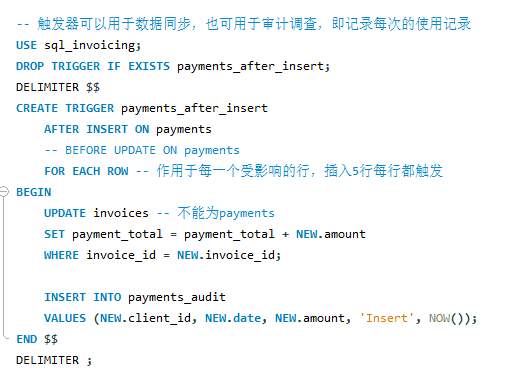 -- 触发器可以用于数据同步，也可用于审计调查，即记录每次的使用记录
USE sql_invoicing;
DROP TRIGGER IF EXISTS payments_after_insert;
DELIMITER $$
CREATE TRIGGER payments_after_insert
    AFTER INSERT ON payments
    -- BEFORE UPDATE ON payments
    FOR EACH ROW -- 作用于每一个受影响的行，插入5行每行都触发
BEGIN
    UPDATE invoices -- 不能为payments
    SET payment_total = payment_total + NEW.amount
    WHERE invoice_id = NEW.invoice_id;

    INSERT INTO payments_audit
    VALUES (NEW.client_id, NEW.date, NEW.amount, 'Insert', NOW());
END $$
DELIMITER ;